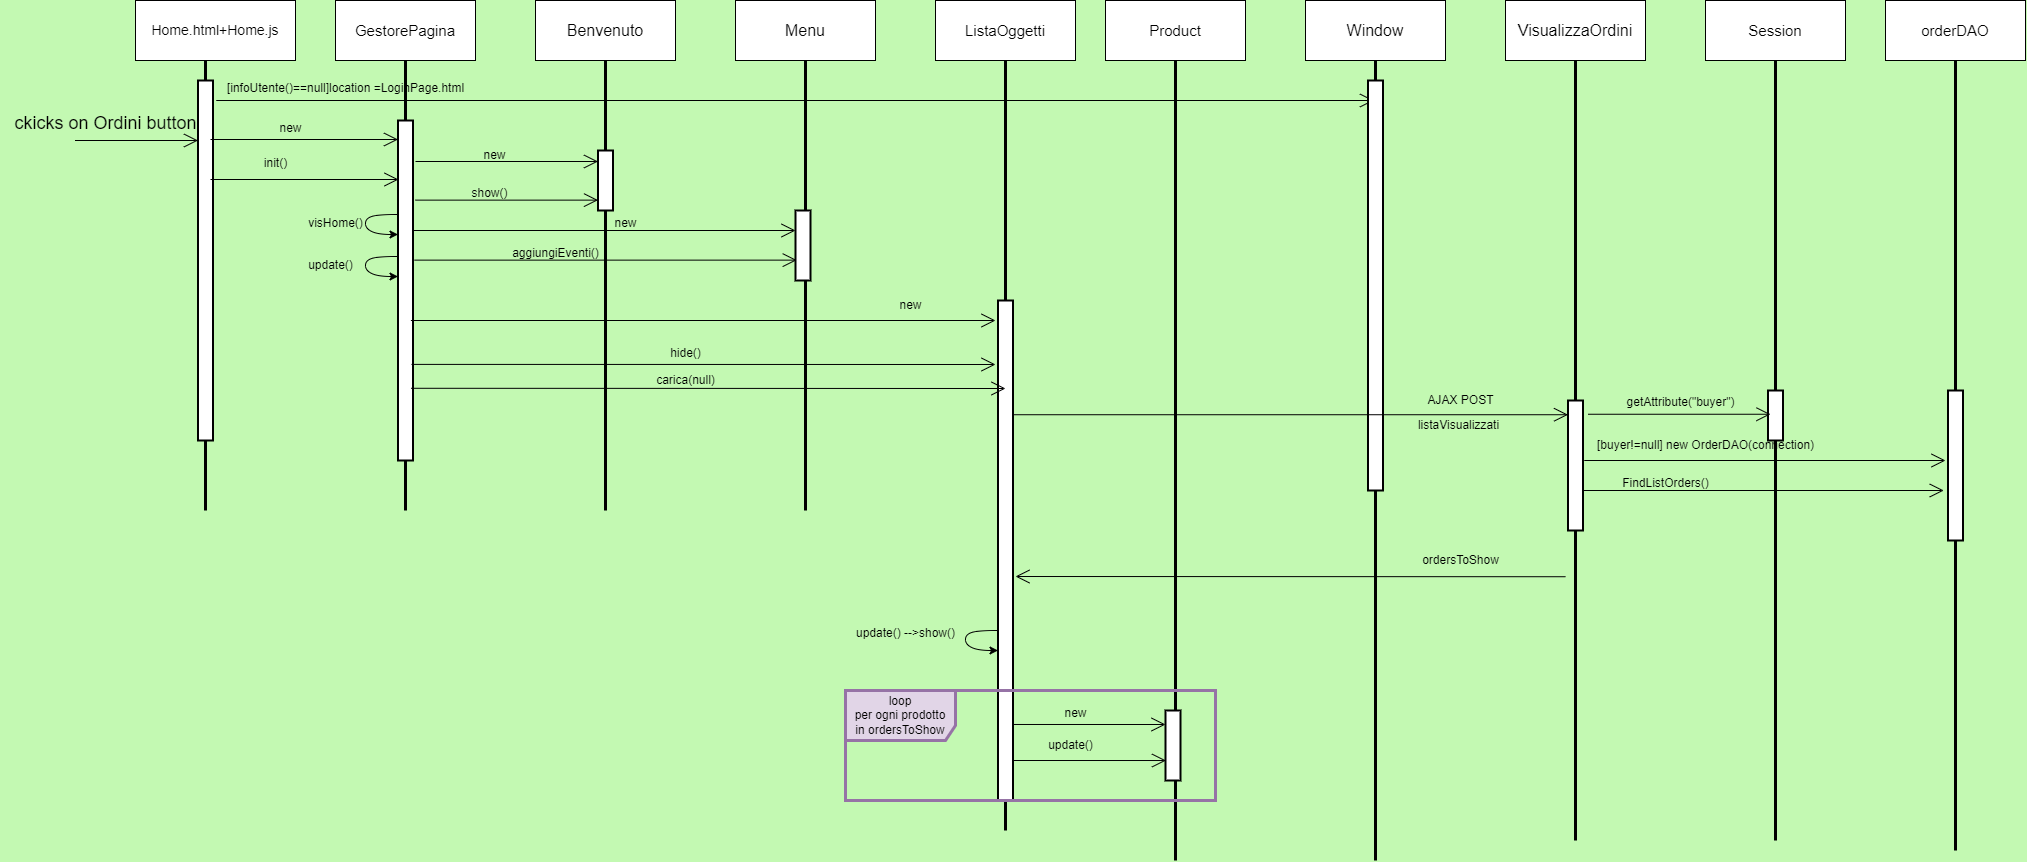 Home.html+Home.js
GestorePagina
Benvenuto
Menu
ListaOggetti
Product
Window
VisualizzaOrdini
Session
orderDAO
[infoUtente()==null]location =LoginPage.html
ckicks on Ordini button
new
new
init()
show()
visHome()
new
update()
aggiungiEventi()
new
hide()
carica(null)
AJAX POST
listaVisualizzati
getAttribute("buyer")
[buyer!=null] new OrderDAO(connection)
FindListOrders()
ordersToShow
update() -->show()
loop
per ogni prodotto
in ordersToShow
new
update()